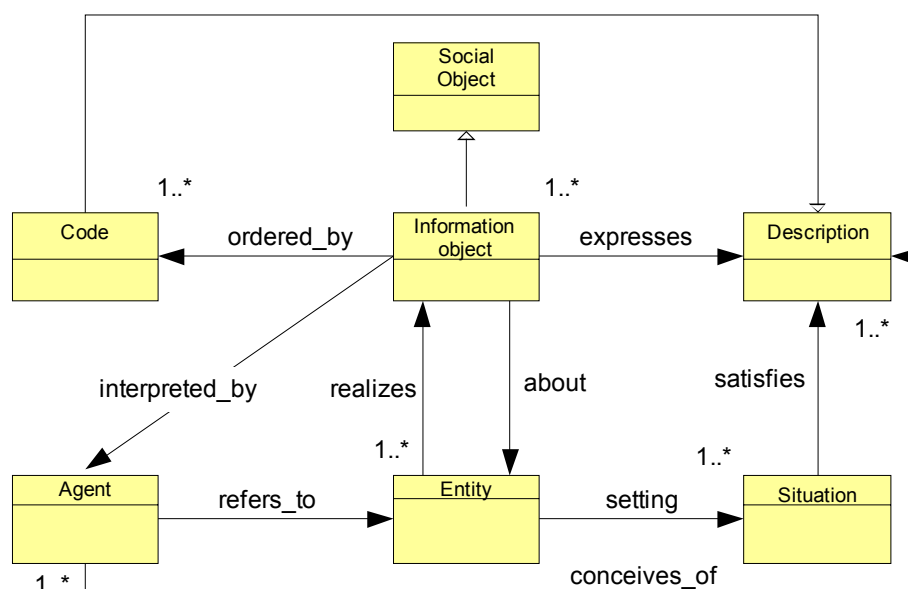 Social
Object
1..*
1..*
Code
ordered_by
Information
object
expresses
Description
1..*
interpreted_by
realizes
about
satisfies
1..*
1..*
Agent
refers_to
Entity
setting
Situation
1..*
conceives_of